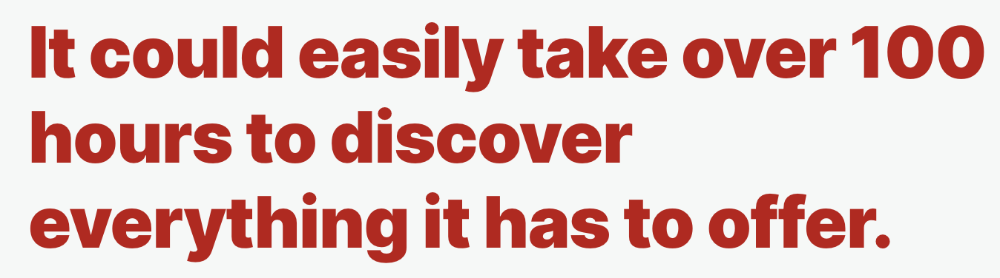 It could easily take over 100
hours to discover
everything it has to offer.